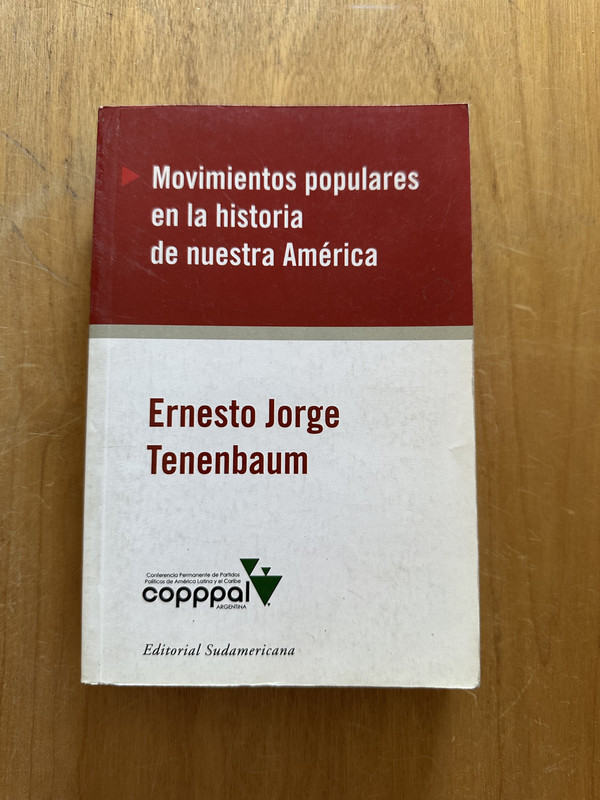 Movimientos populares
en la historia
de nuestra América
Ernesto Jorge
Tenenbaum
Conferencia Permanente de Partidos
Políticos de América Latina y el Caribe
copppal
ARGENTINA
Editorial Sudamericana